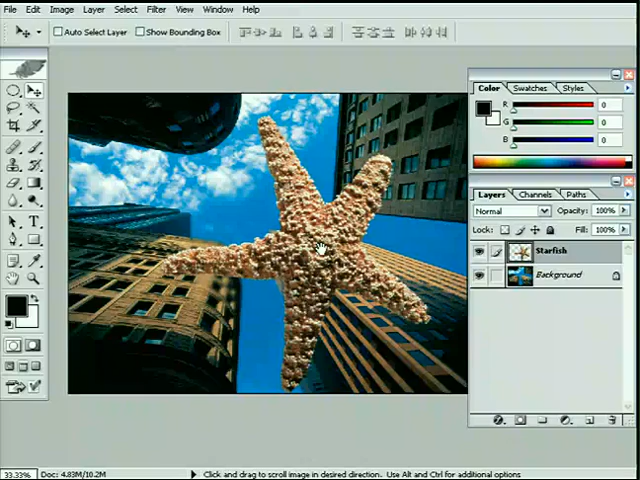 File Edit Image Layer Select Filter View Window Help
Auto Select Layer Show Bounding Box
Color Swatches Styles
R 0
G 0
B 0
Layers Channels Paths
Normal Opacity: 100%
Lock: Fill: 100%
Starfish
Background
T
33.33% Doc: 4.83M/10.2M Click and drag to scroll image in desired direction. Use Alt and Ctrl for additional options.